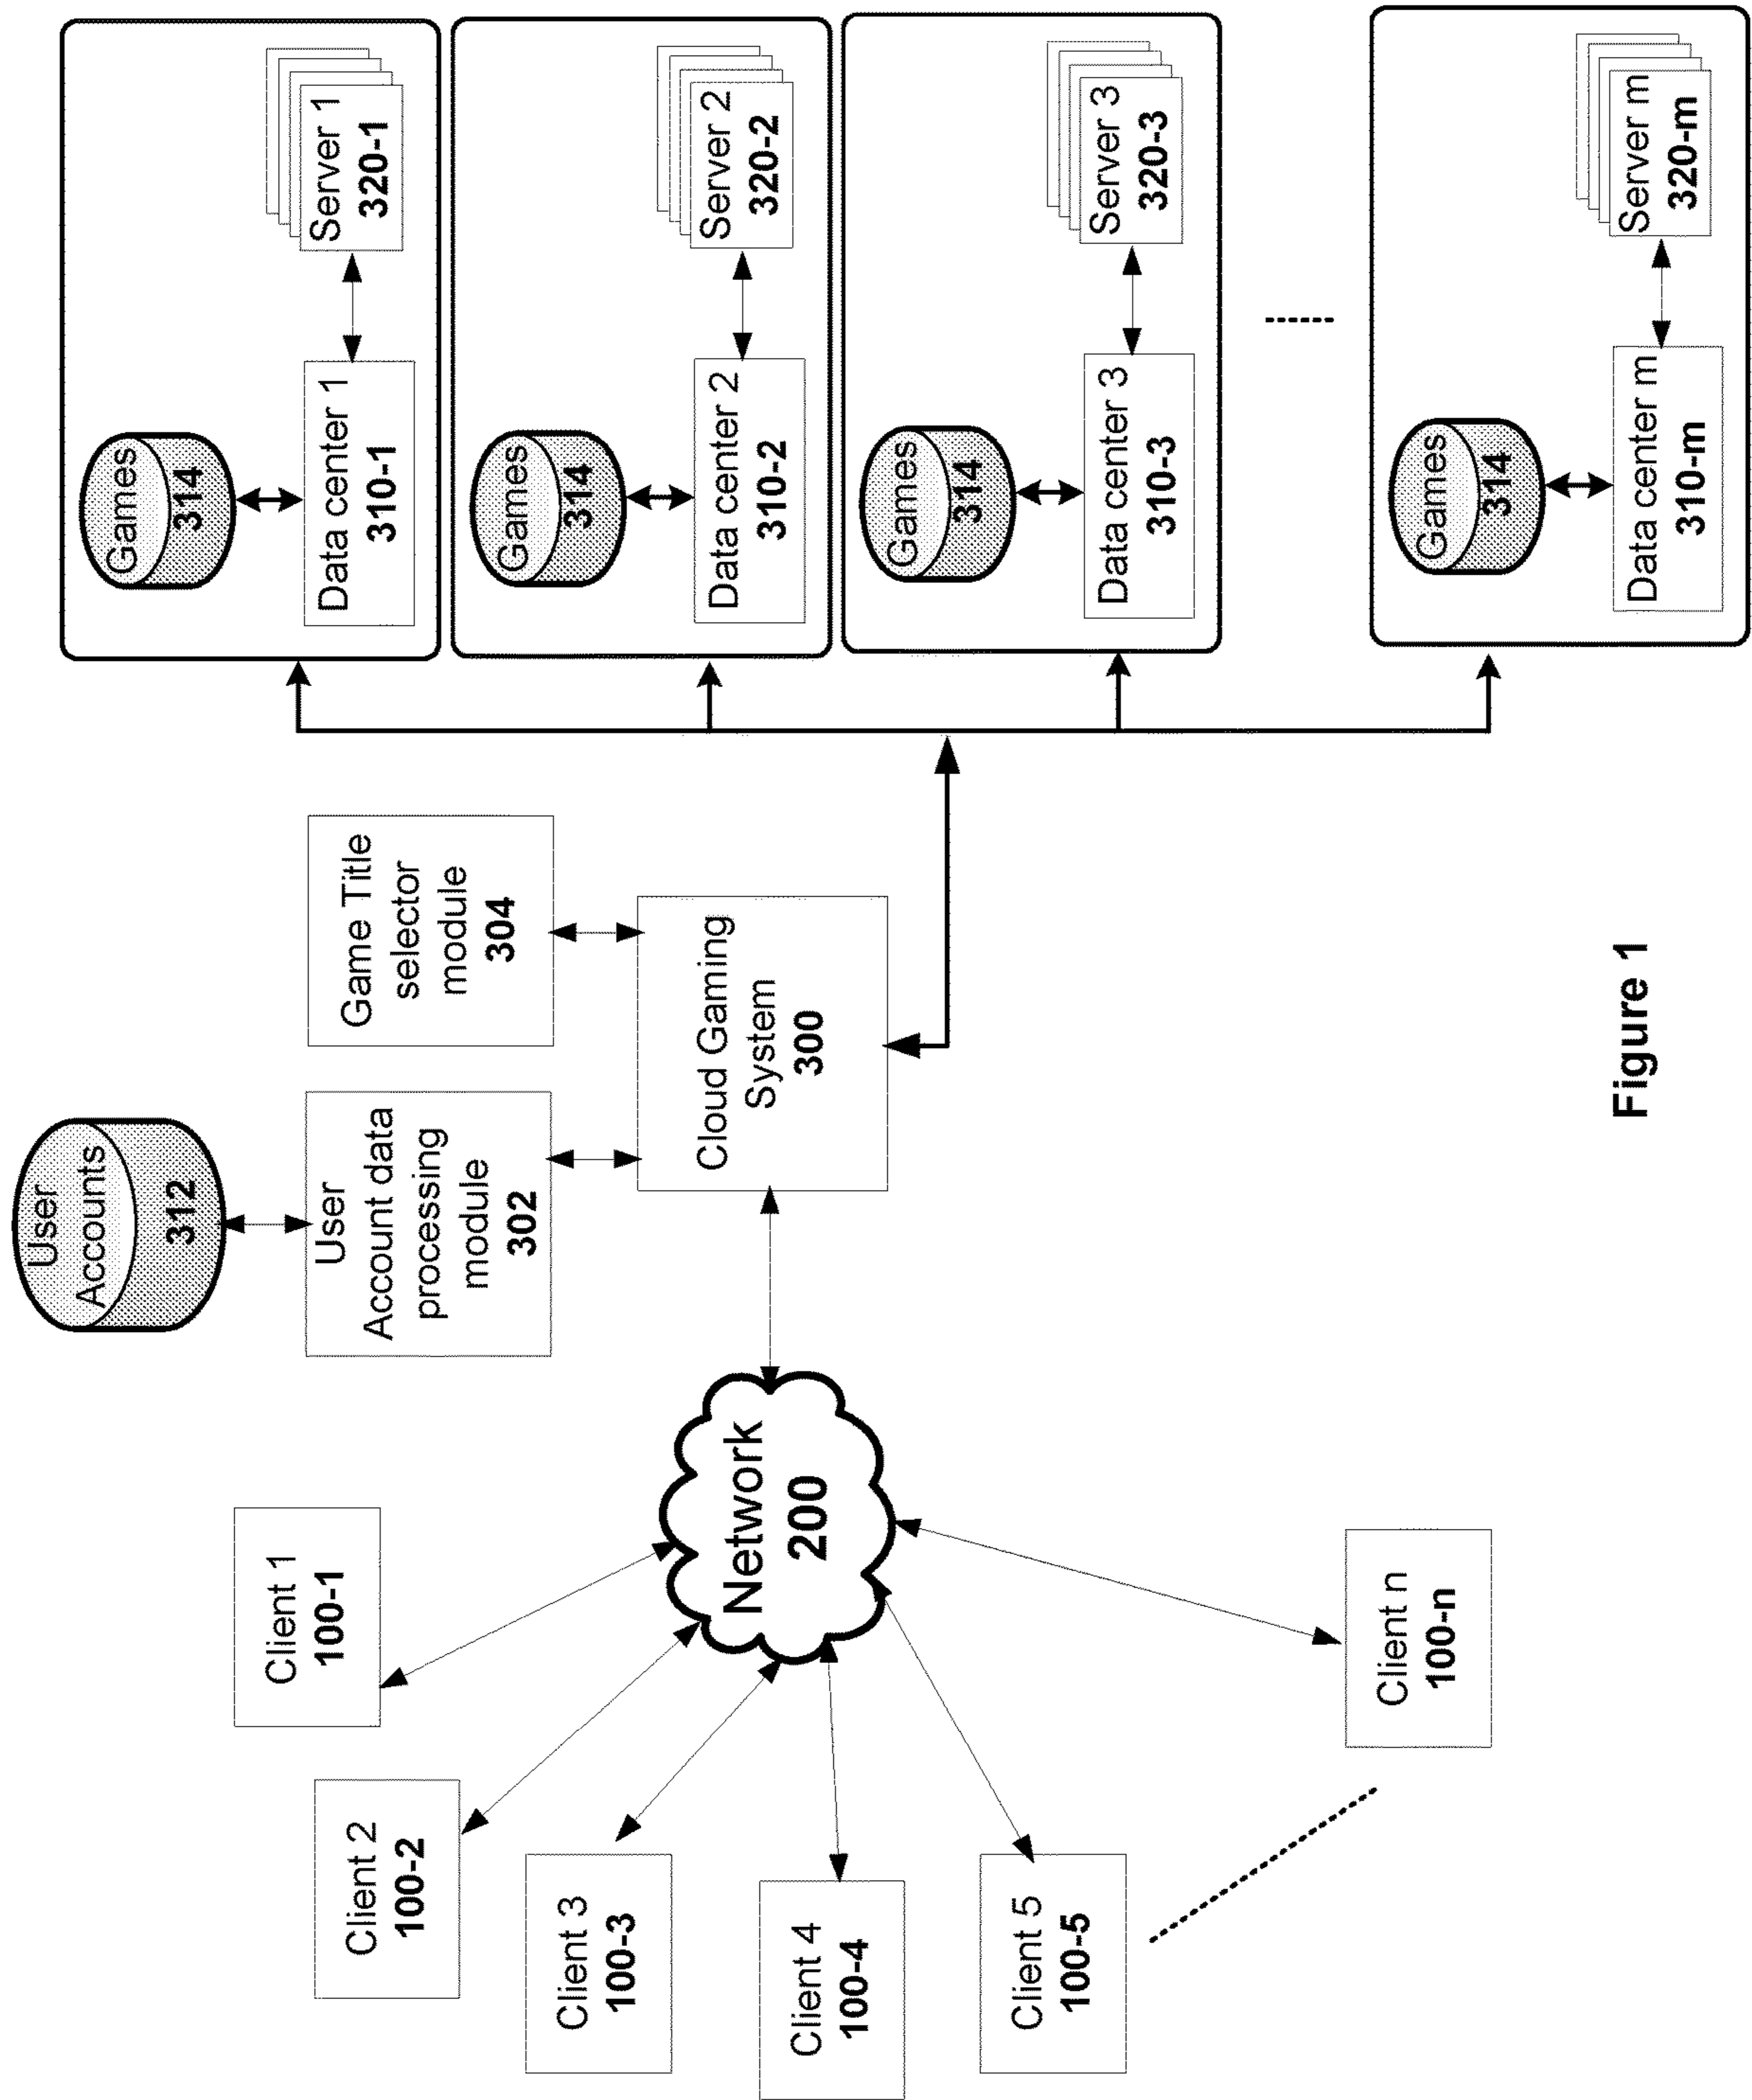 User
Accounts
312
User
Account data
processing
module
302
Game Title
selector
module
304
Cloud Gaming
System
300
Network
200
Client 1
100-1
Client 2
100-2
Client 3
100-3
Client 4
100-4
Client 5
100-5
Client n
100-n
Games
314
Data center 1
310-1
Server 1
320-1
Games
314
Data center 2
310-2
Server 2
320-2
Games
314
Data center 3
310-3
Server 3
320-3
Games
314
Data center m
310-m
Server m
320-m
Figure 1